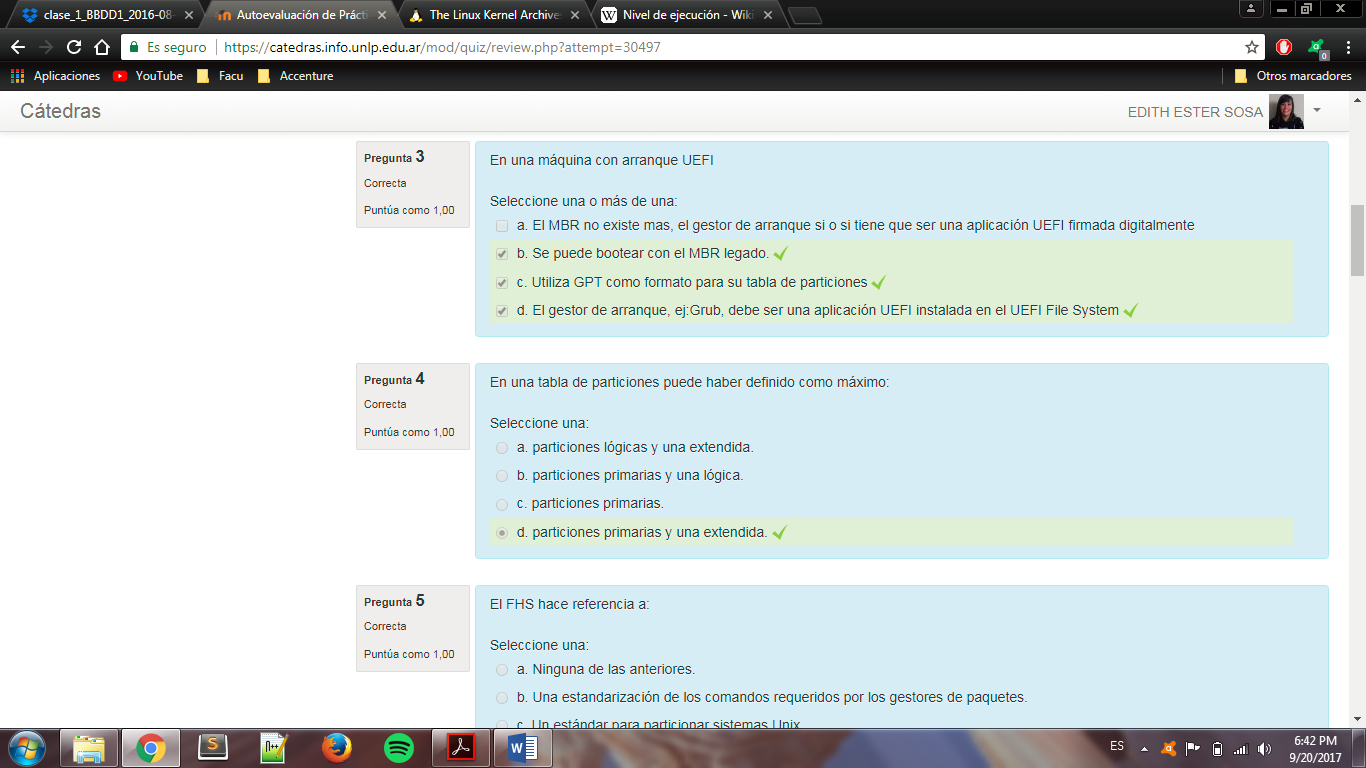 clase_1_BBDD1_2016-08-
Autoevaluación de Práctic
The Linux Kernel Archives
Nivel de ejecución - Wiki
Es seguro
https://catedras.info.unlp.edu.ar/mod/quiz/review.php?attempt=30497
0
Aplicaciones
YouTube
Facu
Accenture
Otros marcadores
Cátedras
EDITH ESTER SOSA
Pregunta 3
Correcta
Puntúa como 1,00
En una máquina con arranque UEFI
Seleccione una o más de una:
a. El MBR no existe mas, el gestor de arranque si o si tiene que ser una aplicación UEFI firmada digitalmente
b. Se puede bootear con el MBR legado.
c. Utiliza GPT como formato para su tabla de particiones
d. El gestor de arranque, ej:Grub, debe ser una aplicación UEFI instalada en el UEFI File System
Pregunta 4
Correcta
Puntúa como 1,00
En una tabla de particiones puede haber definido como máximo:
Seleccione una:
a. particiones lógicas y una extendida.
b. particiones primarias y una lógica.
c. particiones primarias.
d. particiones primarias y una extendida.
Pregunta 5
Correcta
Puntúa como 1,00
El FHS hace referencia a:
Seleccione una:
a. Ninguna de las anteriores.
b. Una estandarización de los comandos requeridos por los gestores de paquetes.
c. Un estándar para particionar sistemas Unix
ES
6:42 PM
9/20/2017